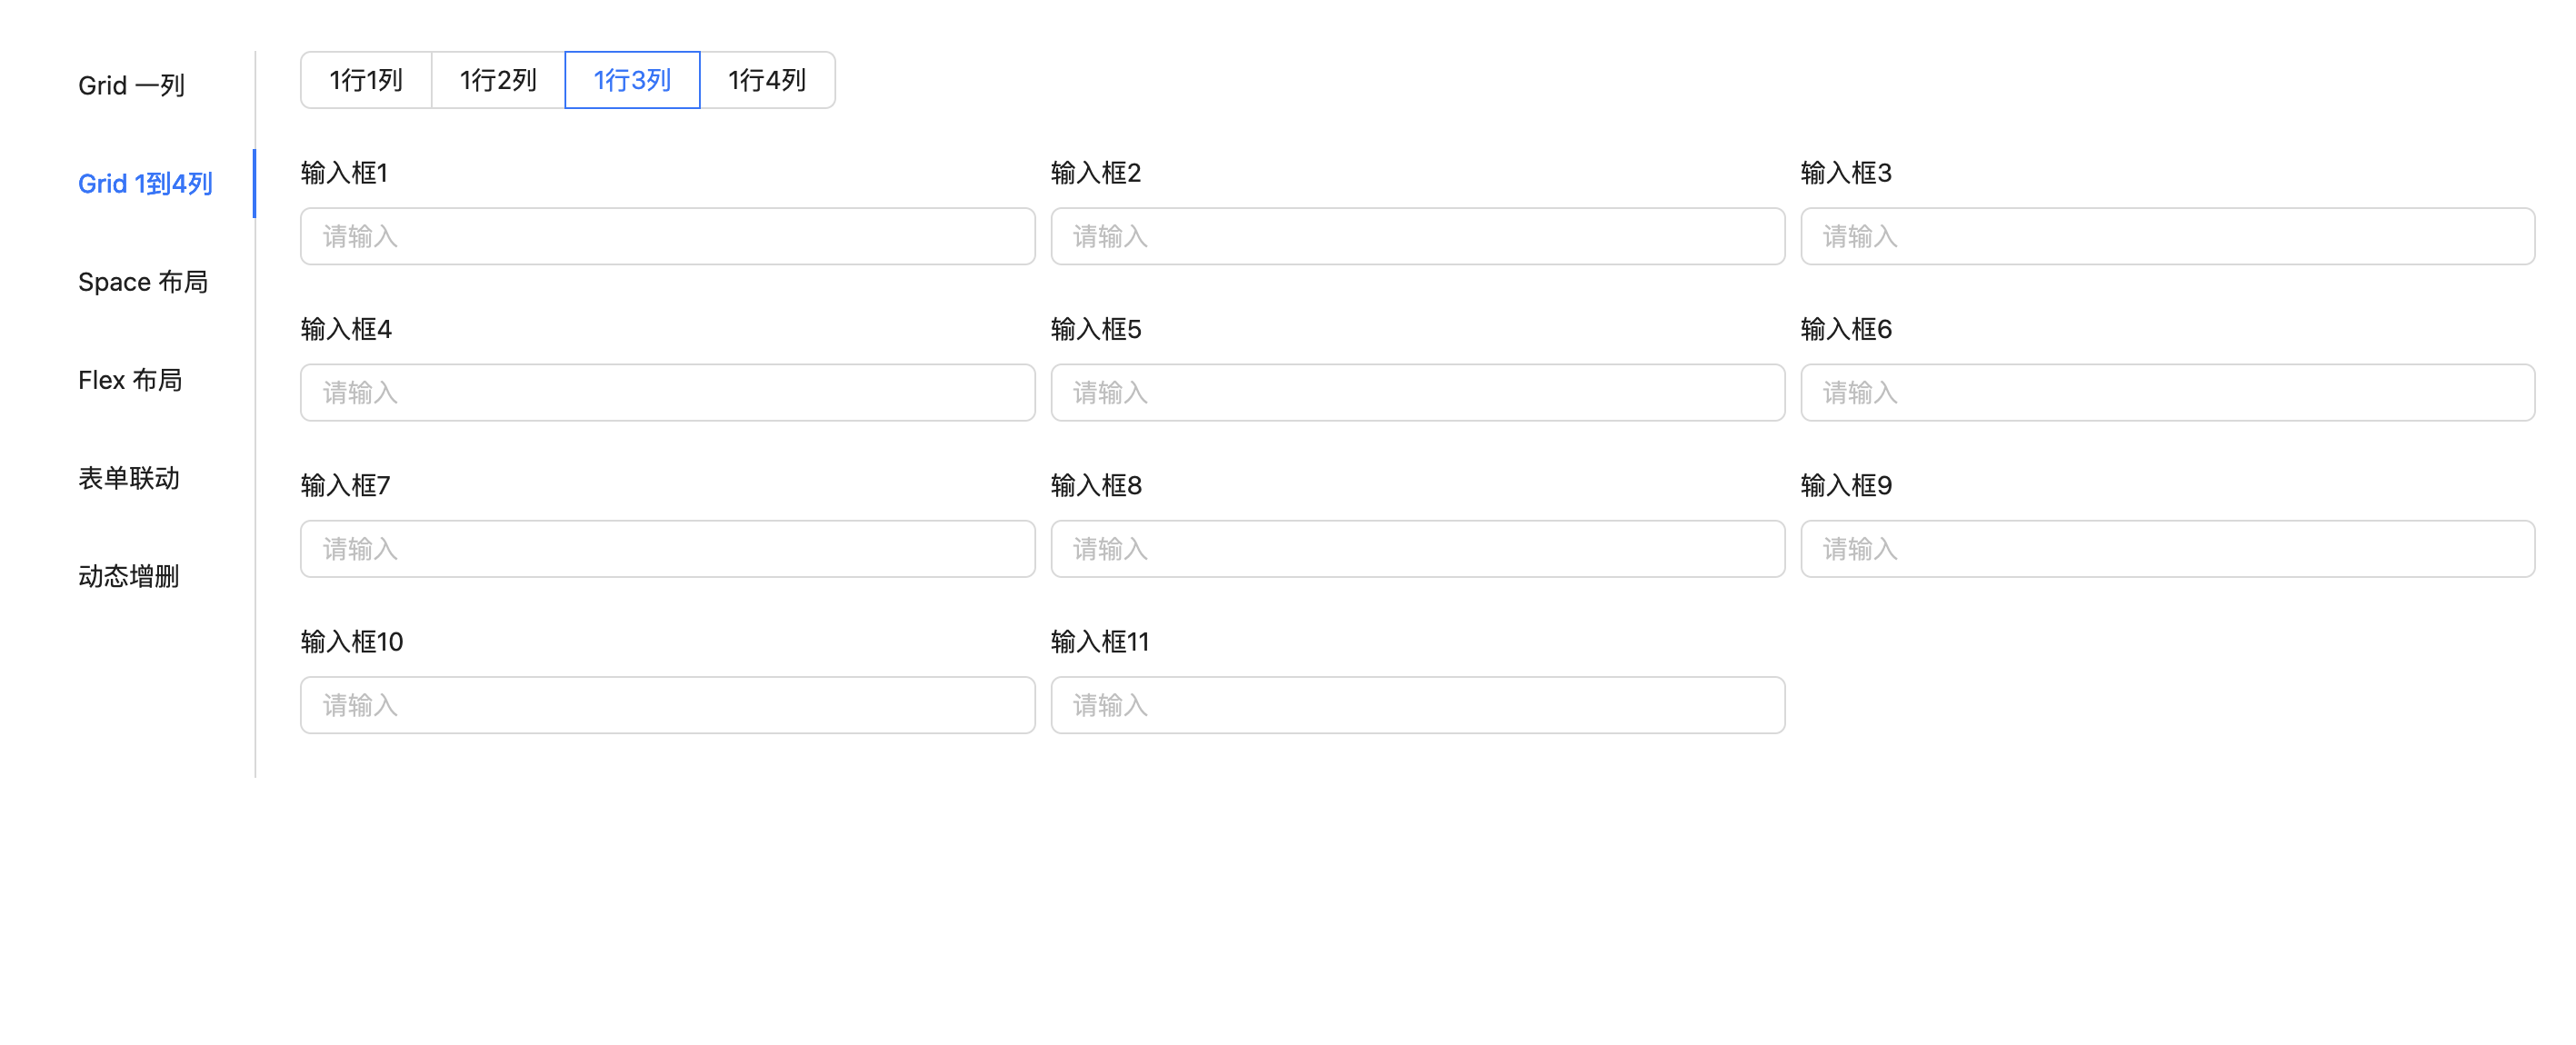 Grid 一列
Grid 1到4列
Space 布局
Flex 布局
表单联动
动态增删
1行1列 1行2列 1行3列 1行4列
输入框1 输入框2 输入框3
请输入 请输入 请输入
输入框4 输入框5 输入框6
请输入 请输入 请输入
输入框7 输入框8 输入框9
请输入 请输入 请输入
输入框10 输入框11
请输入 请输入